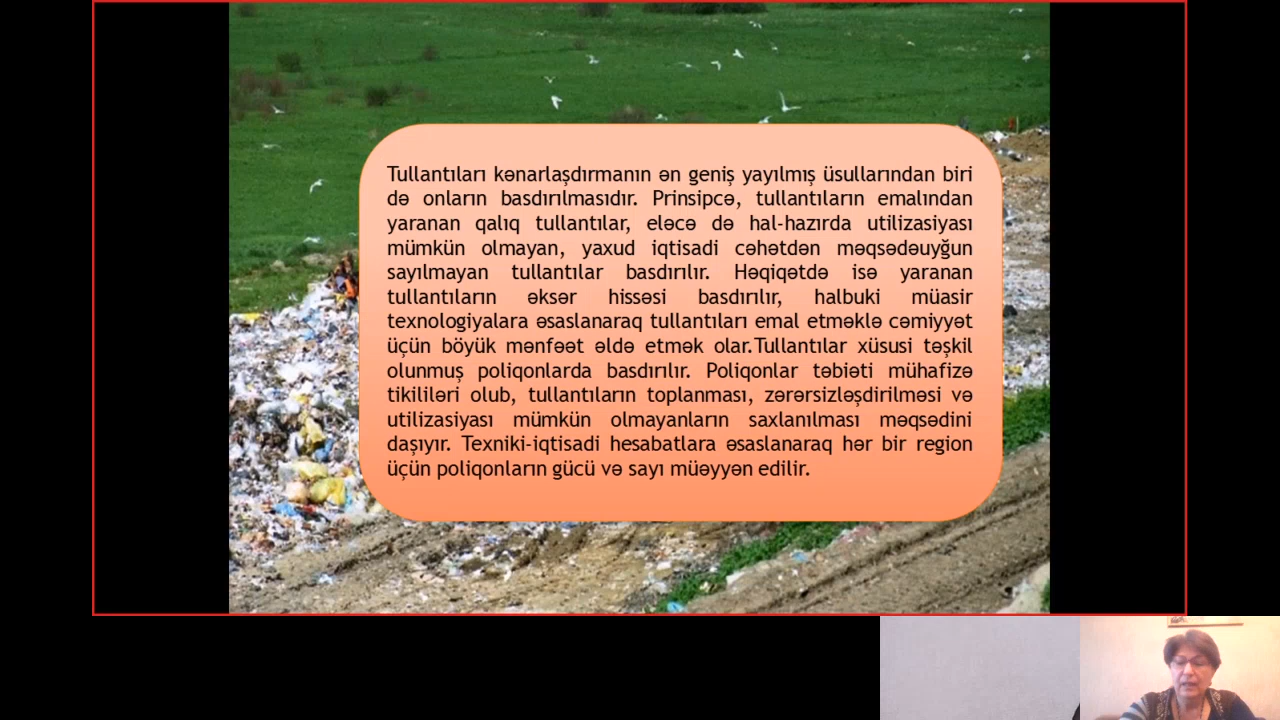 Tullantıları kənarlaşdırmanın ən geniş yayılmış üsullarından biri
də onların basdırılmasıdır. Prinsipcə, tullantıların emalından
yaranan qalıq tullantılar, eləcə də hal-hazırda utilizasiyası
mümkün olmayan, yaxud iqtisadi cəhətdən məqsədəuyğun
sayılmayan tullantılar basdırılır. Həqiqətdə isə yaranan
tullantıların əksər hissəsi basdırılır, halbuki müasir
texnologiyalara əsaslanaraq tullantıları emal etməklə cəmiyyət
üçün böyük mənfəət əldə etmək olar.Tullantılar xüsusi təşkil
olunmuş poliqonlarda basdırılır. Poliqonlar təbiəti mühafizə
tikililəri olub, tullantıların toplanması, zərərsizləşdirilməsi və
utilizasiyası mümkün olmayanların saxlanılması məqsədini
daşıyır. Texniki-iqtisadi hesabatlara əsaslanaraq hər bir region
üçün poliqonların gücü və sayı müəyyən edilir.